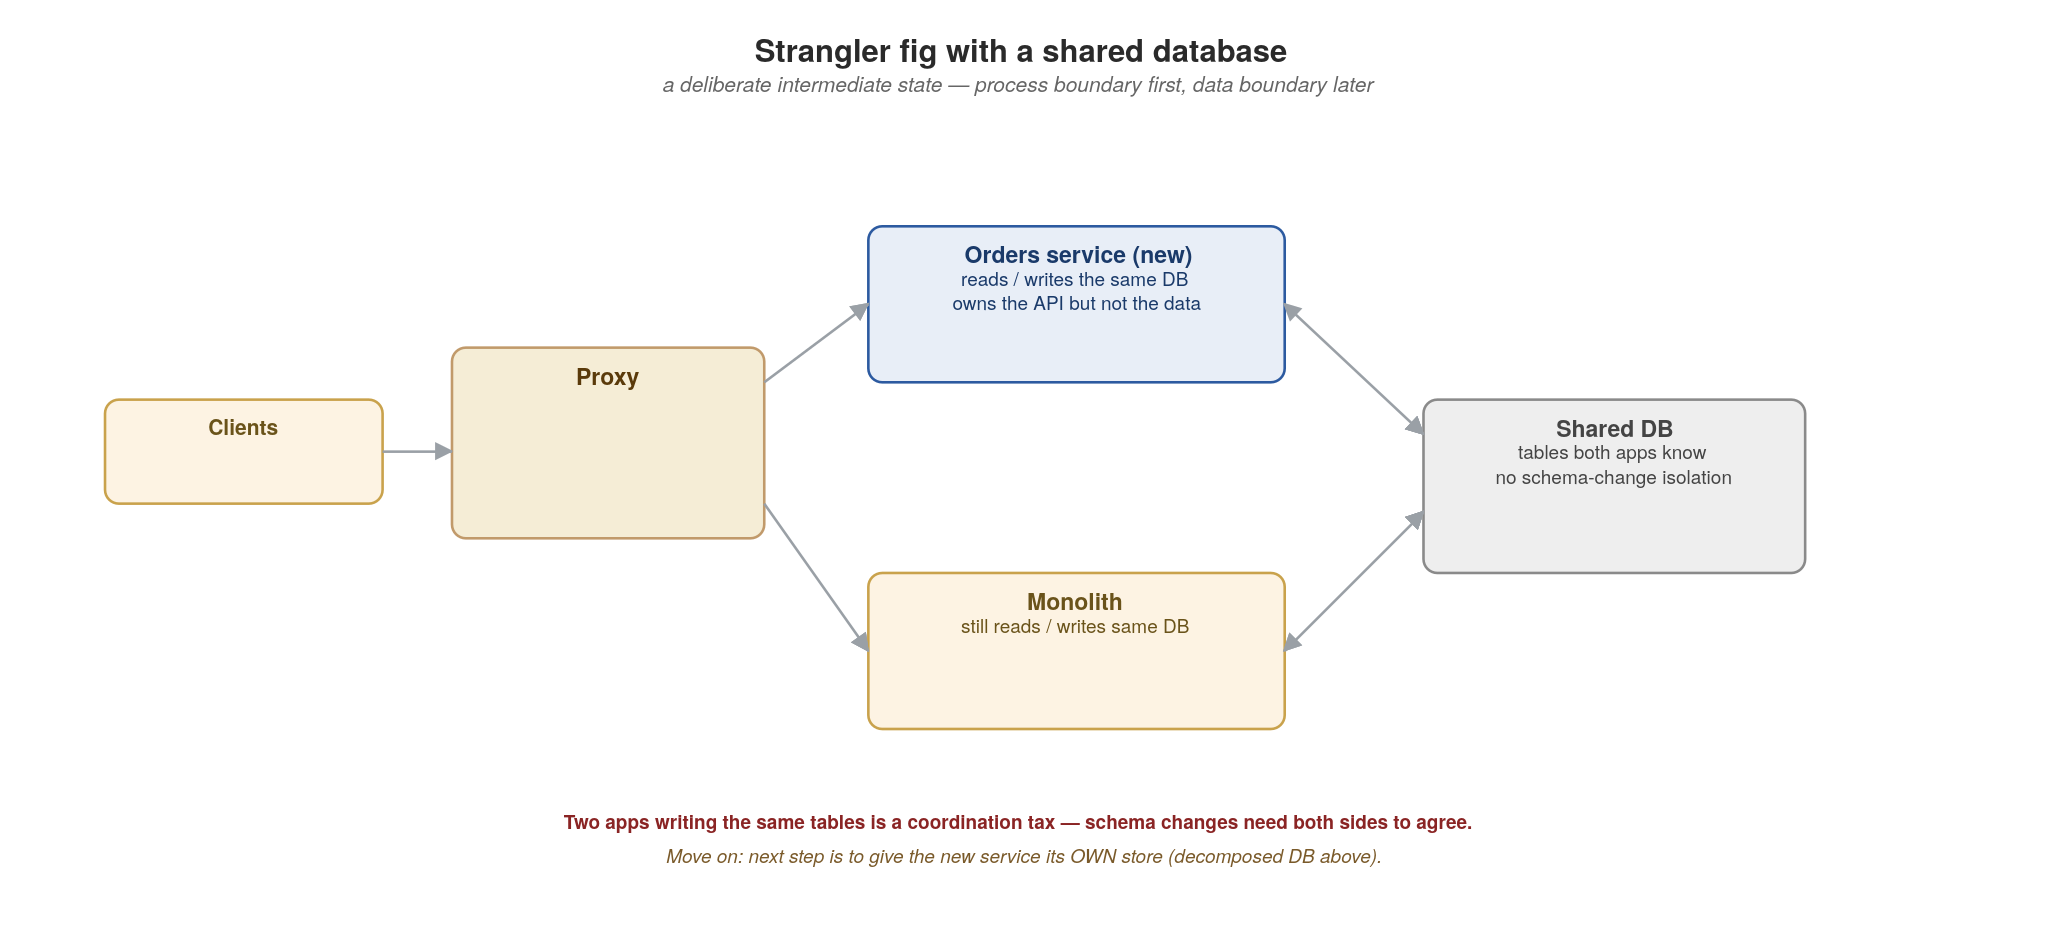 Strangler fig with a shared database
a deliberate intermediate state — process boundary first, data boundary later
Clients
Proxy
Orders service (new)
reads / writes the same DB
owns the API but not the data
Monolith
still reads / writes same DB
Shared DB
tables both apps know
no schema-change isolation
Two apps writing the same tables is a coordination tax — schema changes need both sides to agree.
Move on: next step is to give the new service its OWN store (decomposed DB above).